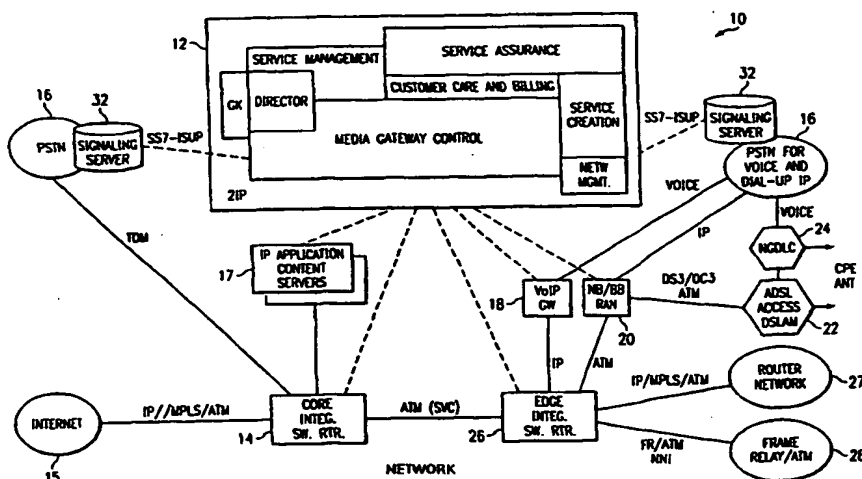 10
12
SERVICE MANAGEMENT
SERVICE ASSURANCE
CUSTOMER CARE AND BILLING
GK
DIRECTOR
SERVICE
CREATION
MEDIA GATEWAY CONTROL
NETW
MGMT.
2IP
16
32
PSTN
SIGNALING
SERVER
SS7-ISUP
SS7-ISUP
32
SIGNALING
SERVER
16
PSTN FOR
VOICE AND
DIAL-UP IP
VOICE
IP
VOICE
24
NGDLC
CPE
ANT
TDM
17
IP APPLICATION
CONTENT
SERVERS
18
VoIP
GW
NB/BB
RAN
20
DS3/OC3
ATM
ADSL
ACCESS
DSLAM
22
IP
ATM
INTERNET
15
IP//MPLS/ATM
CORE
INTEG.
SW. RTR.
14
ATM (SVC)
EDGE
INTEG.
SW. RTR.
26
IP/MPLS/ATM
ROUTER
NETWORK
27
FR/ATM
NNI
FRAME
RELAY/ATM
28
NETWORK